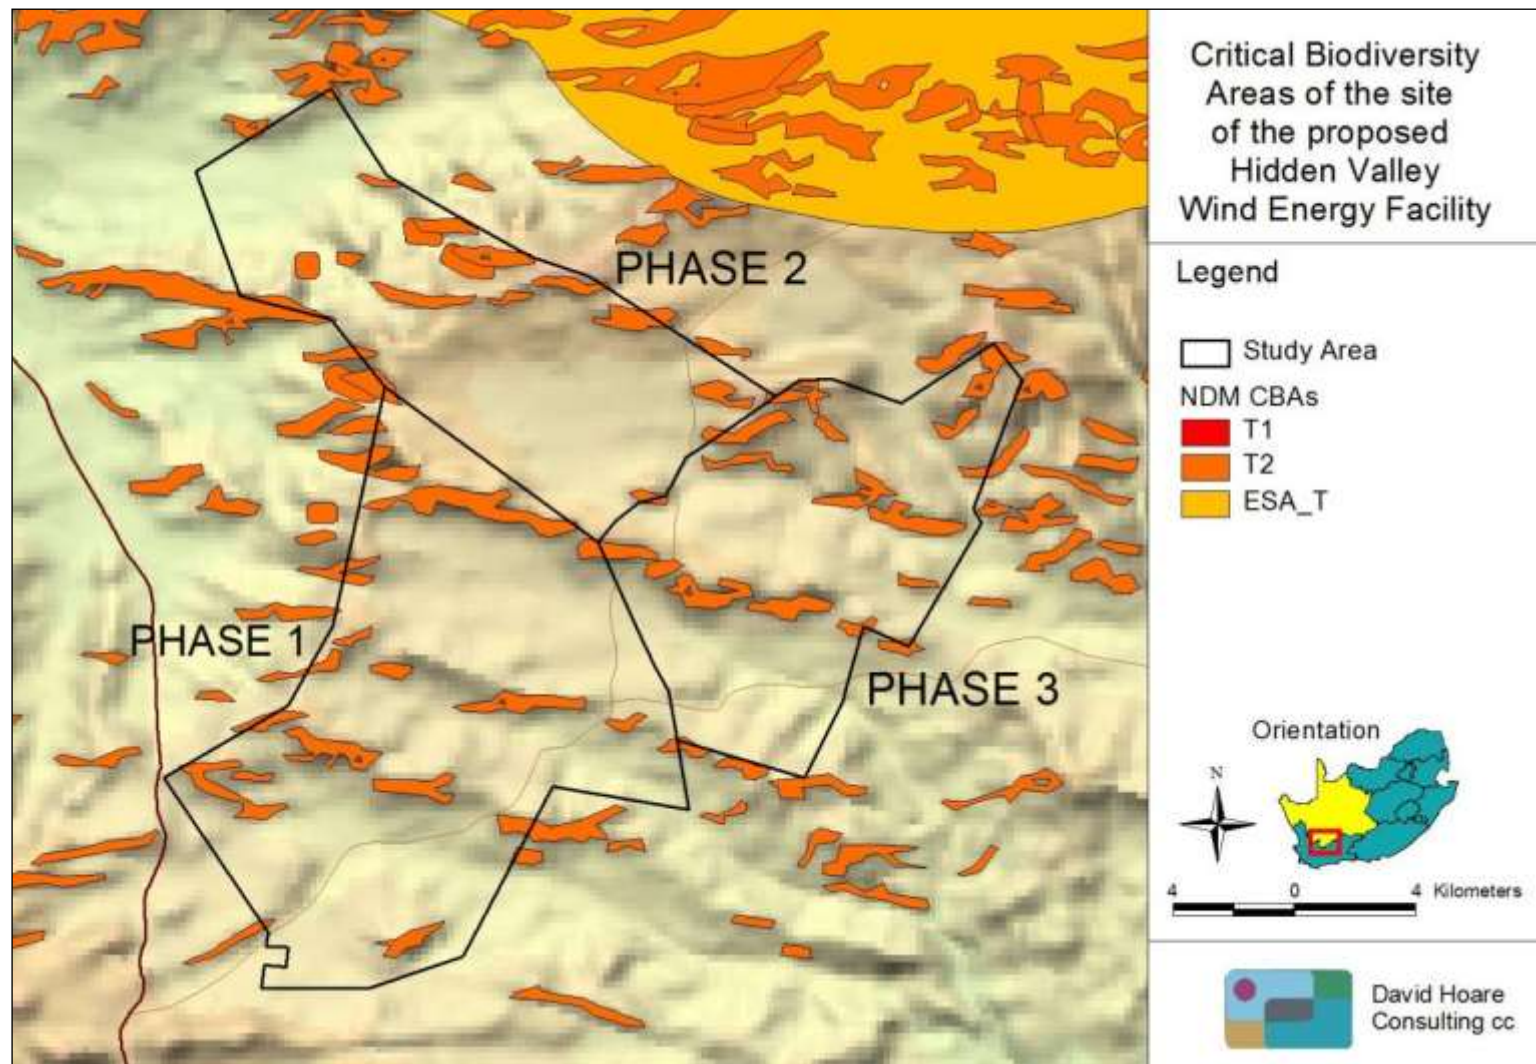 Critical Biodiversity
Areas of the site
of the proposed
Hidden Valley
Wind Energy Facility
Legend
Study Area
NDM CBAs
T1
T2
ESA_T
PHASE 2
PHASE 1
PHASE 3
Orientation
N
4 0 4 Kilometers
David Hoare
Consulting cc